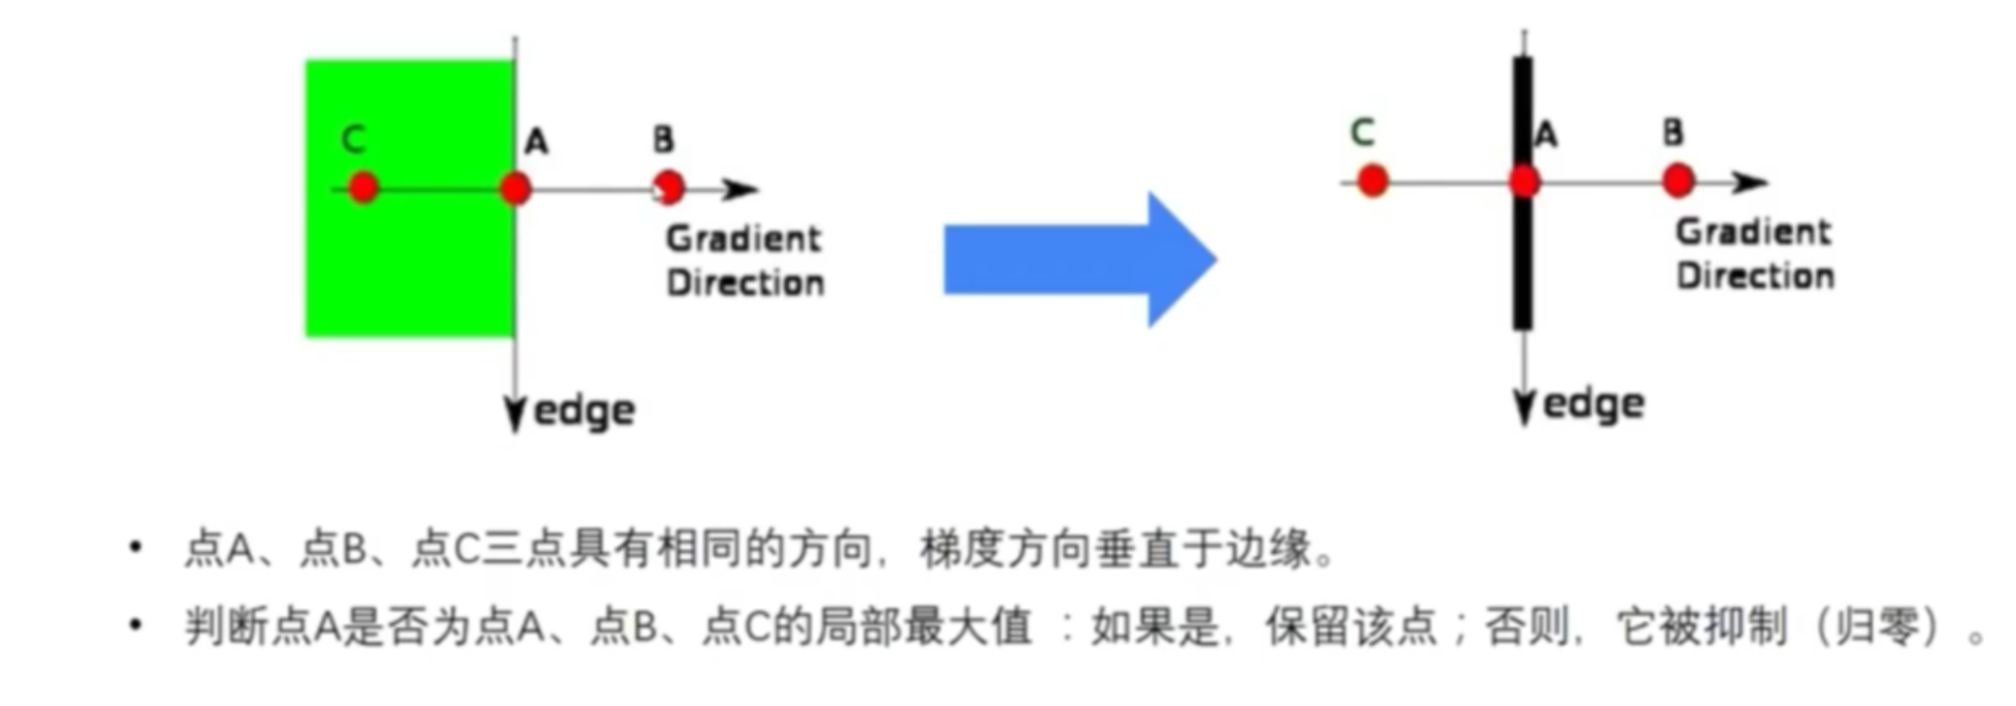 C A B
Gradient
Direction
edge
C A B
Gradient
Direction
edge
• 点A、点B、点C三点具有相同的方向，梯度方向垂直于边缘。
• 判断点A是否为点A、点B、点C的局部最大值 ：如果是，保留该点；否则，它被抑制（归零）。